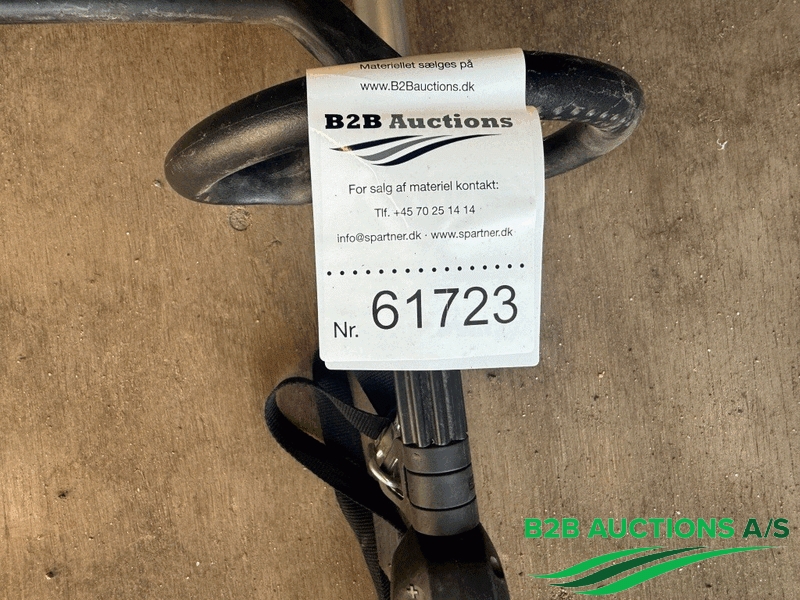 Materiellet sælges på
www.B2Bauctions.dk
B2B Auctions
For salg af materiel kontakt:
Tlf. +45 70 25 14 14
info@spartner.dk · www.spartner.dk
Nr. 61723
B2B AUCTIONS A/S